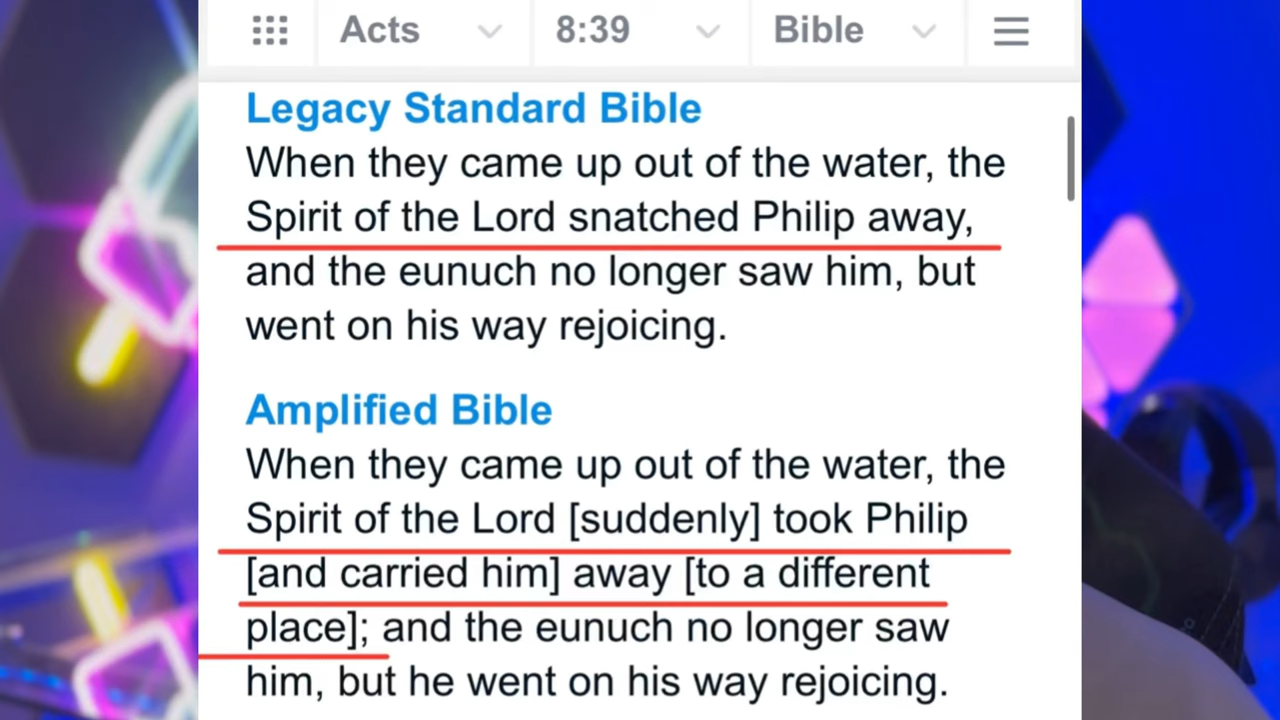 Acts 8:39 Bible
Legacy Standard Bible
When they came up out of the water, the
Spirit of the Lord snatched Philip away,
and the eunuch no longer saw him, but
went on his way rejoicing.
Amplified Bible
When they came up out of the water, the
Spirit of the Lord [suddenly] took Philip
[and carried him] away [to a different
place]; and the eunuch no longer saw
him, but he went on his way rejoicing.